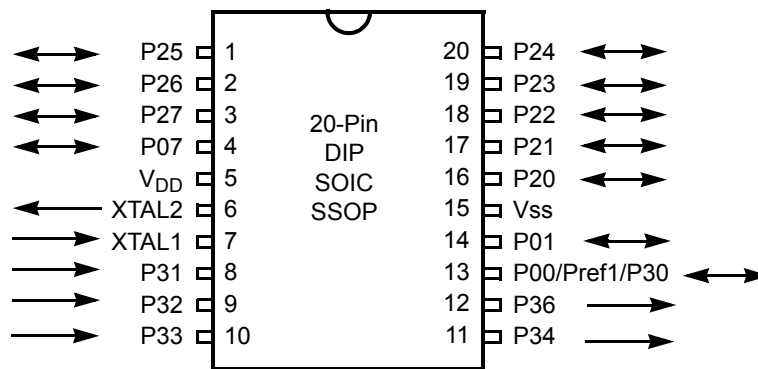 P25 1 20 P24
P26 2 19 P23
P27 3 18 P22
P07 4 20-Pin 17 P21
VDD 5 DIP 16 P20
XTAL2 6 SOIC 15 Vss
XTAL1 7 SSOP 14 P01
P31 8 13 P00/Pref1/P30
P32 9 12 P36
P33 10 11 P34